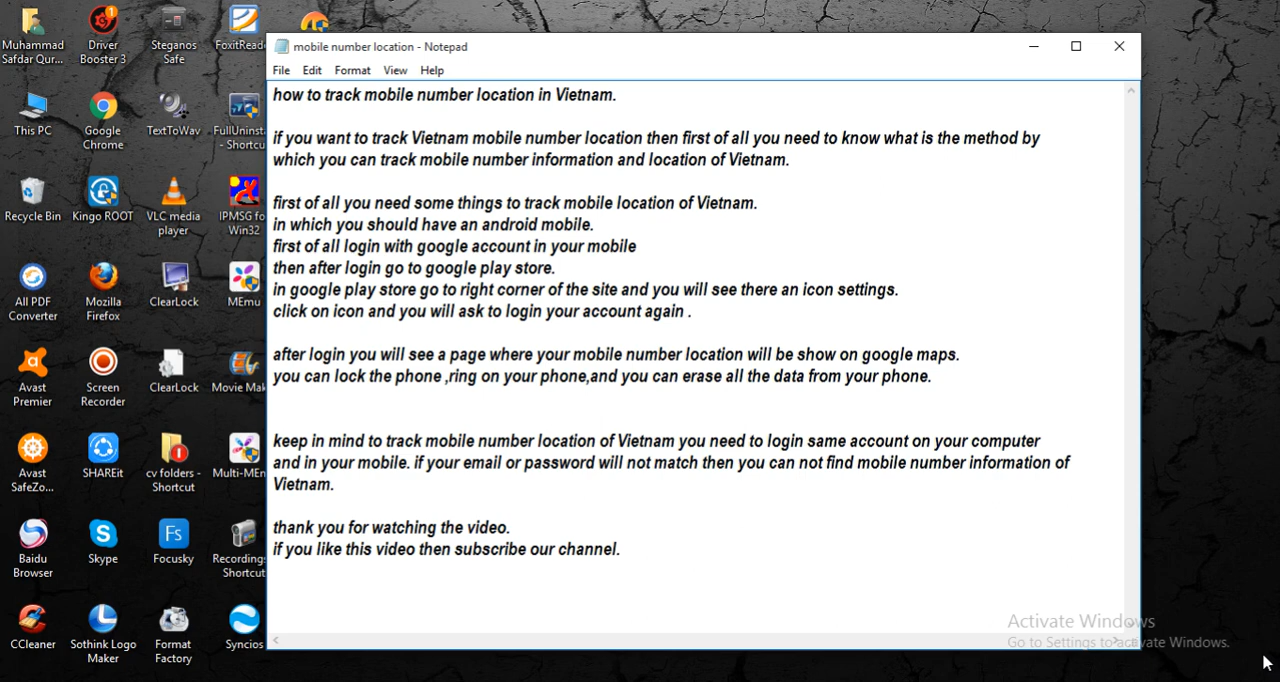 Muhammad
Safdar Qur...
Driver
Booster 3
1
Steganos
Safe
FoxitReade
This PC
Google
Chrome
TextToWav
FullUninsta
- Shortcu
Recycle Bin
Kingo ROOT
VLC media
player
IPMSG fo
Win32
All PDF
Converter
Mozilla
Firefox
ClearLock
MEmu
Avast
Premier
Screen
Recorder
ClearLock
Movie Mak
Avast
SafeZo...
SHAREit
cv folders -
Shortcut
Multi-MEm
Baidu
Browser
Skype
Fs
Focusky
Recordings
Shortcut
CCleaner
Sothink Logo
Maker
Format
Factory
Syncios
mobile number location - Notepad
File Edit Format View Help
how to track mobile number location in Vietnam.
if you want to track Vietnam mobile number location then first of all you need to know what is the method by
which you can track mobile number information and location of Vietnam.
first of all you need some things to track mobile location of Vietnam.
in which you should have an android mobile.
first of all login with google account in your mobile
then after login go to google play store.
in google play store go to right corner of the site and you will see there an icon settings.
click on icon and you will ask to login your account again .
after login you will see a page where your mobile number location will be show on google maps.
you can lock the phone ,ring on your phone,and you can erase all the data from your phone.
keep in mind to track mobile number location of Vietnam you need to login same account on your computer
and in your mobile. if your email or password will not match then you can not find mobile number information of
Vietnam.
thank you for watching the video.
if you like this video then subscribe our channel.
Activate Windows
Go to Settings to activate Windows.